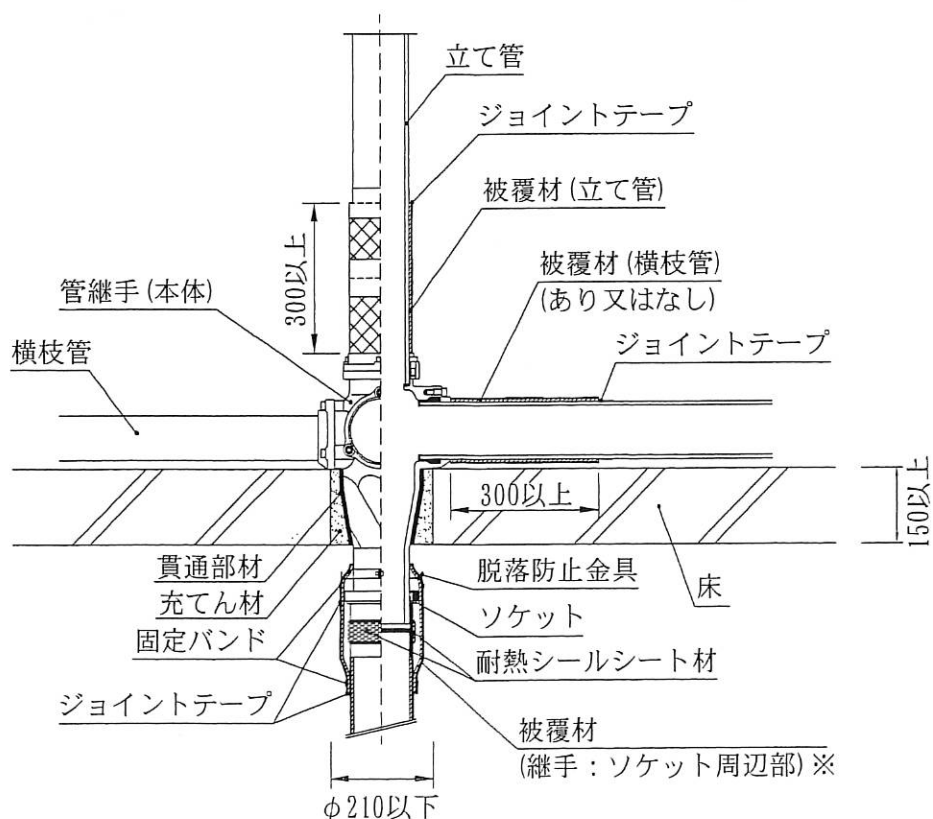 立て管
ジョイントテープ
被覆材(立て管)
300以上
被覆材(横枝管)
(あり又はなし)
管継手(本体)
ジョイントテープ
横枝管
300以上
150以上
貫通部材
脱落防止金具
床
充てん材
ソケット
固定バンド
耐熱シールシート材
ジョイントテープ
被覆材
(継手：ソケット周辺部)※
φ210以下